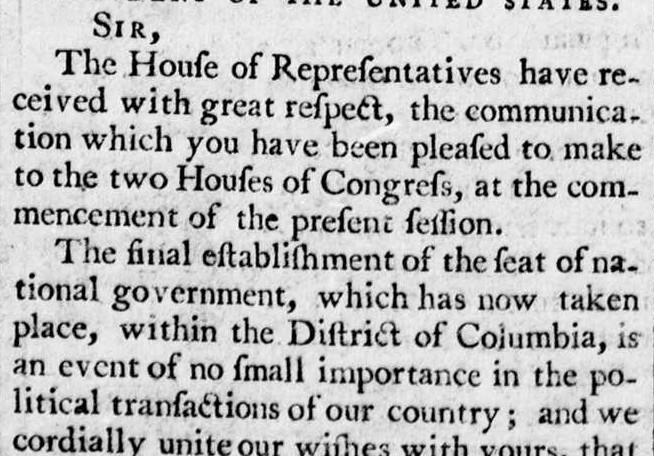 OF THE UNITED STATES.
SIR,
The Houſe of Repreſentatives have re-
ceived with great reſpect, the communica-
tion which you have been pleaſed to make
to the two Houſes of Congreſs, at the com-
mencement of the preſent ſeſſion.
The final eſtabliſhment of the ſeat of na-
tional government, which has now taken
place, within the Diſtrict of Columbia, is
an event of no ſmall importance in the po-
litical tranſactions of our country; and we
cordially unite our wiſhes with yours, that